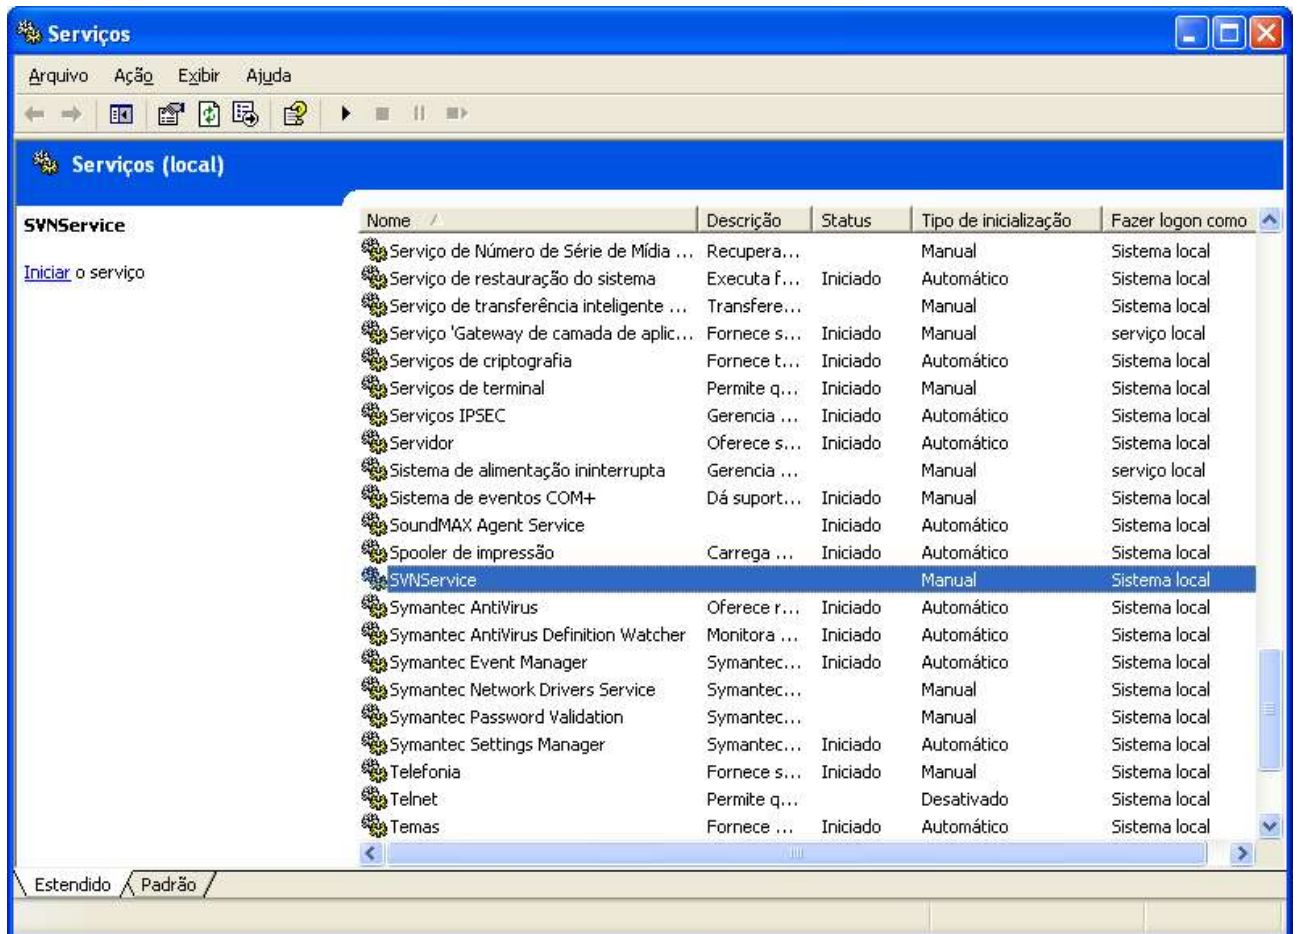 Serviços
Arquivo Ação Exibir Ajuda
Serviços (local)
SVNService
Iniciar o serviço
Nome Descrição Status Tipo de inicialização Fazer logon como
Serviço de Número de Série de Mídia ... Recupera... Manual Sistema local
Serviço de restauração do sistema Executa f... Iniciado Automático Sistema local
Serviço de transferência inteligente ... Transfere... Manual Sistema local
Serviço 'Gateway de camada de aplic... Fornece s... Iniciado Manual serviço local
Serviços de criptografia Fornece t... Iniciado Automático Sistema local
Serviços de terminal Permite q... Iniciado Manual Sistema local
Serviços IPSEC Gerencia ... Iniciado Automático Sistema local
Servidor Oferece s... Iniciado Automático Sistema local
Sistema de alimentação ininterrupta Gerencia ... Manual serviço local
Sistema de eventos COM+ Dá suport... Iniciado Manual Sistema local
SoundMAX Agent Service Iniciado Automático Sistema local
Spooler de impressão Carrega ... Iniciado Automático Sistema local
SVNService Manual Sistema local
Symantec AntiVirus Oferece r... Iniciado Automático Sistema local
Symantec AntiVirus Definition Watcher Monitora ... Iniciado Automático Sistema local
Symantec Event Manager Symantec... Iniciado Automático Sistema local
Symantec Network Drivers Service Symantec... Manual Sistema local
Symantec Password Validation Symantec... Manual Sistema local
Symantec Settings Manager Symantec... Iniciado Automático Sistema local
Telefonia Fornece s... Iniciado Manual Sistema local
Telnet Permite q... Desativado Sistema local
Temas Fornece ... Iniciado Automático Sistema local
Estendido Padrão